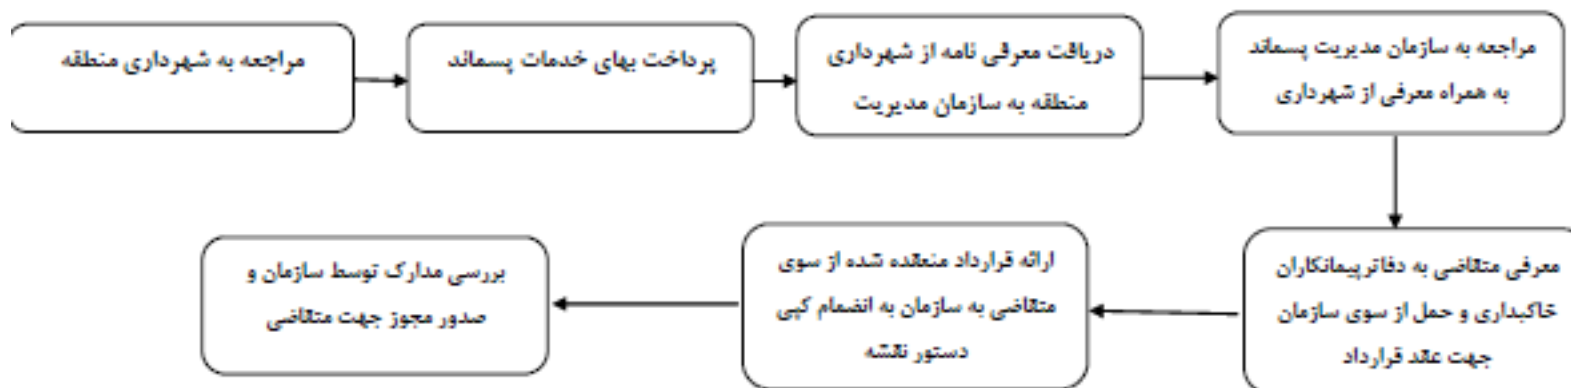 مراجعه به شهرداری منطقه
پرداخت بهای خدمات پسماند
دریافت معرفی نامه از شهرداری
منطقه به سازمان مدیریت
مراجعه به سازمان مدیریت پسماند
به همراه معرفی از شهرداری
معرفی متقاضی به دفاترپیمانکاران
خاکبداری و حمل از سوی سازمان
جهت عقد قرارداد
ارائه قرارداد منعقده شده از سوی
متقاضی به سازمان به انضمام کپی
دستور نقشه
بررسی مدارک توسط سازمان و
صدور مجوز جهت متقاضی